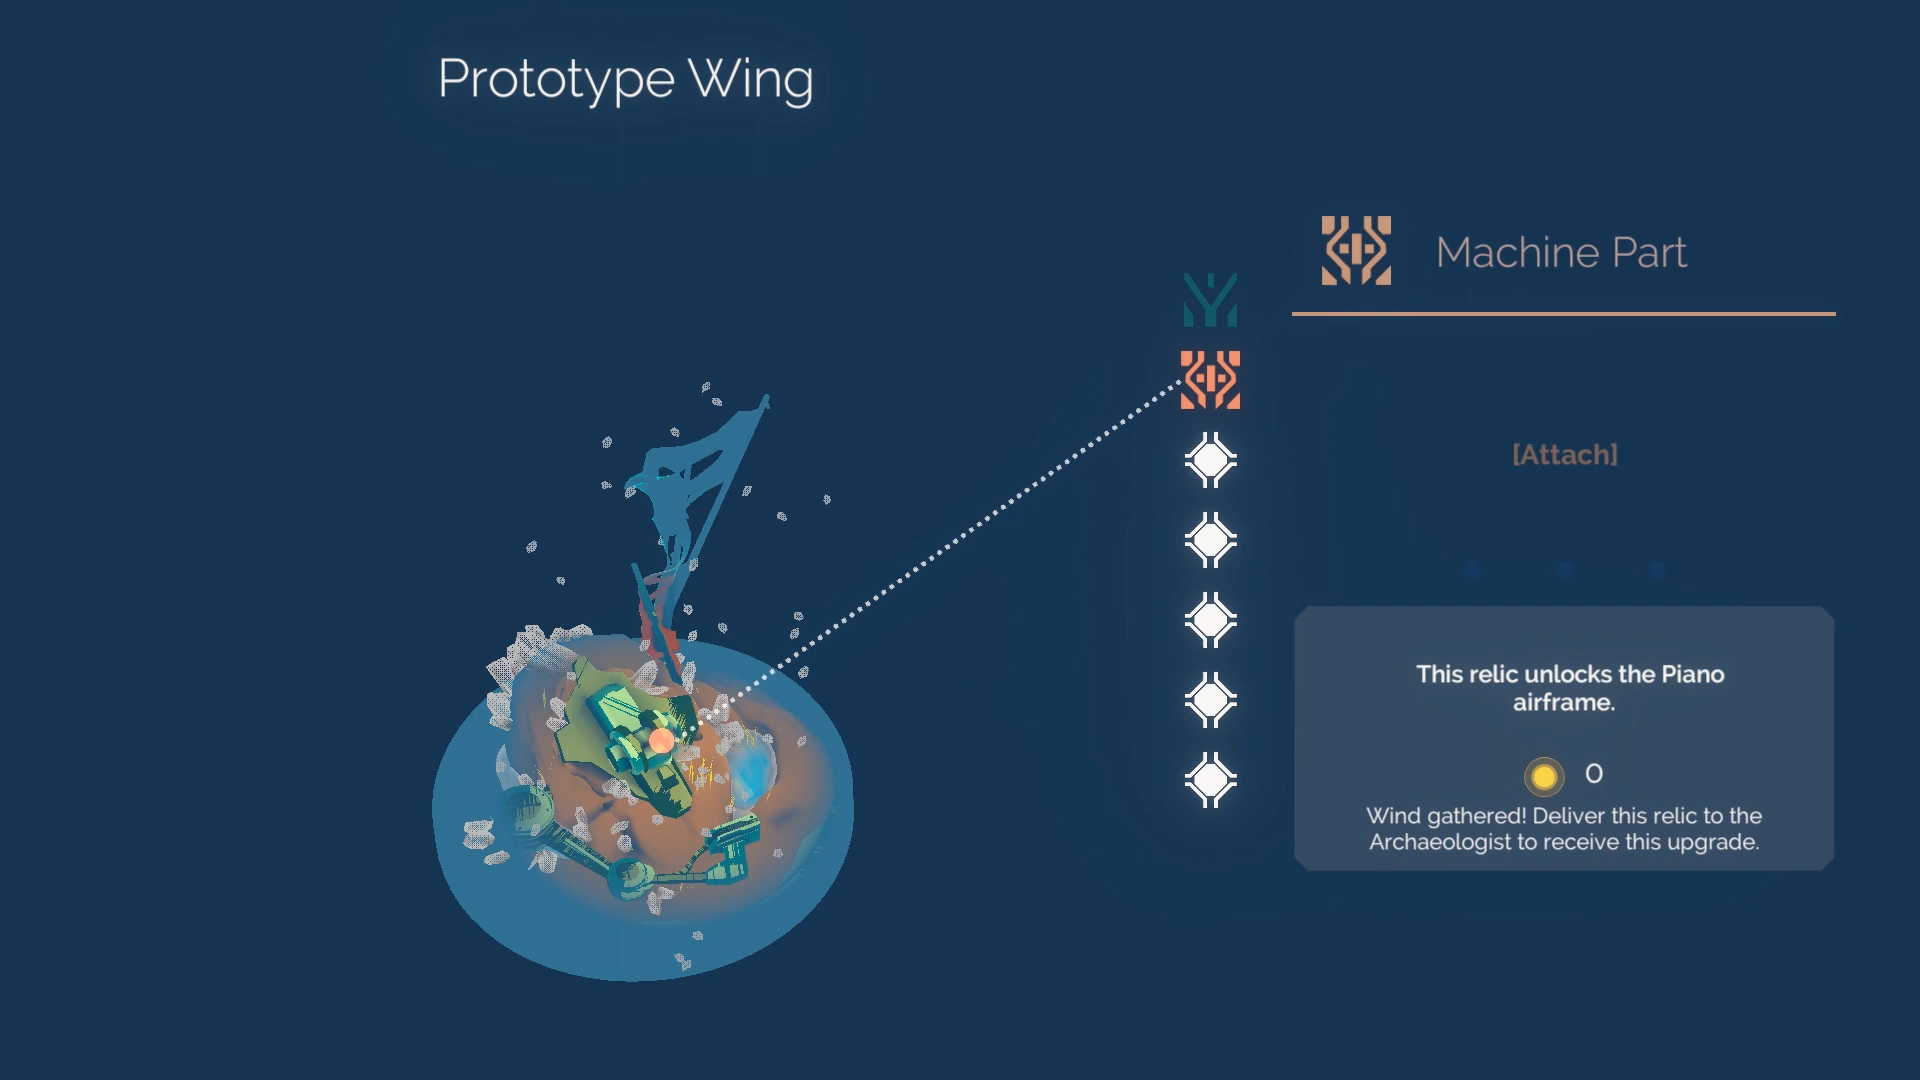 Prototype Wing
Machine Part
[Attach]
This relic unlocks the Piano
airframe.
0
Wind gathered! Deliver this relic to the
Archaeologist to receive this upgrade.